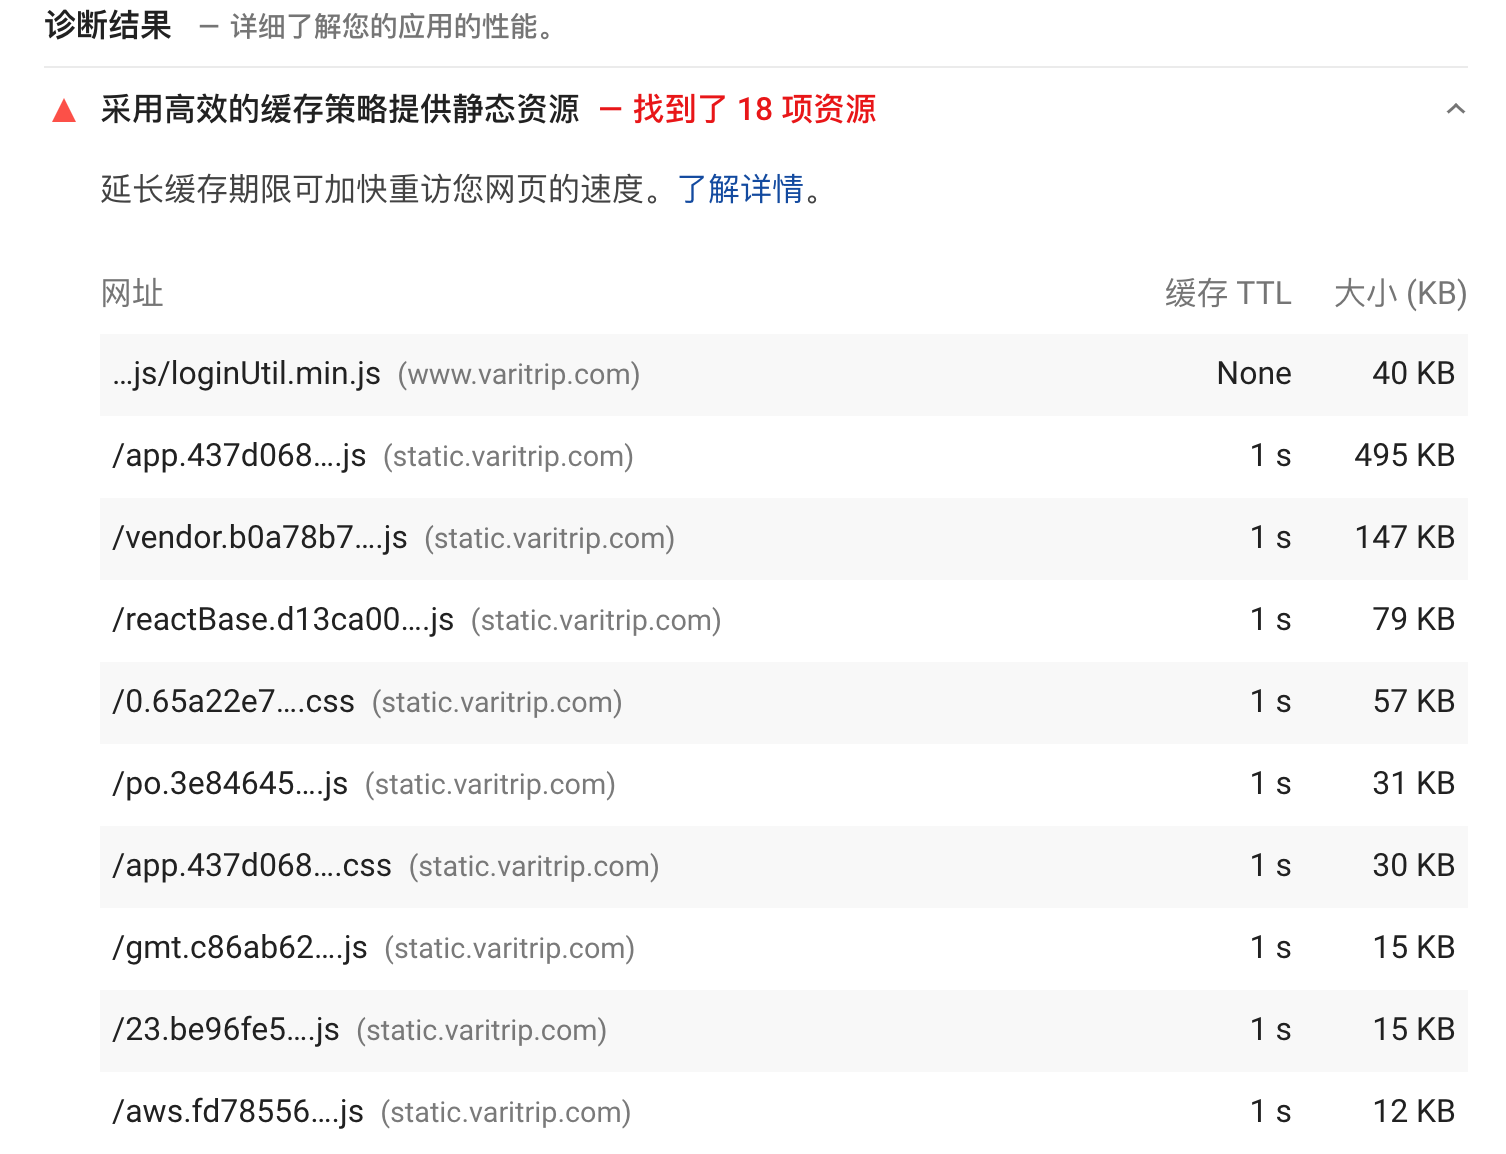 诊断结果 — 详细了解您的应用的性能。
采用高效的缓存策略提供静态资源 — 找到了 18 项资源
延长缓存期限可加快重访您网页的速度。了解详情。
网址 缓存 TTL 大小 (KB)
…js/loginUtil.min.js (www.varitrip.com) None 40 KB
/app.437d068….js (static.varitrip.com) 1 s 495 KB
/vendor.b0a78b7….js (static.varitrip.com) 1 s 147 KB
/reactBase.d13ca00….js (static.varitrip.com) 1 s 79 KB
/0.65a22e7….css (static.varitrip.com) 1 s 57 KB
/po.3e84645….js (static.varitrip.com) 1 s 31 KB
/app.437d068….css (static.varitrip.com) 1 s 30 KB
/gmt.c86ab62….js (static.varitrip.com) 1 s 15 KB
/23.be96fe5….js (static.varitrip.com) 1 s 15 KB
/aws.fd78556….js (static.varitrip.com) 1 s 12 KB